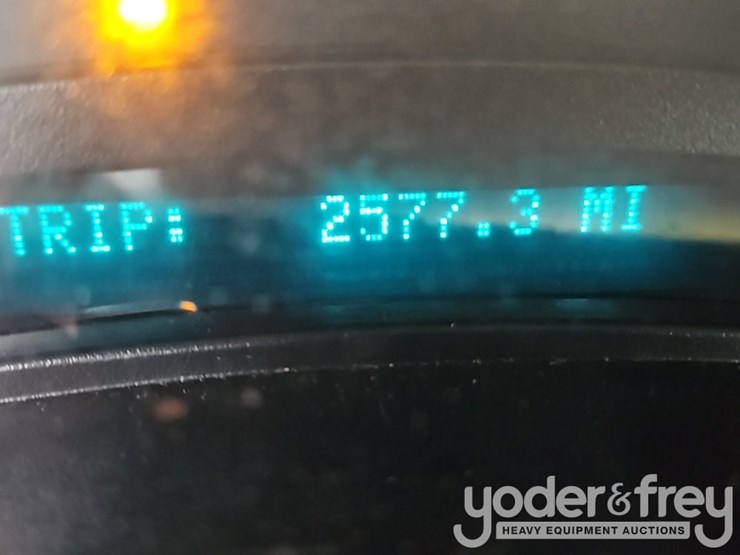 TRIP: 2577.3 MI
yoder&frey
HEAVY EQUIPMENT AUCTIONS